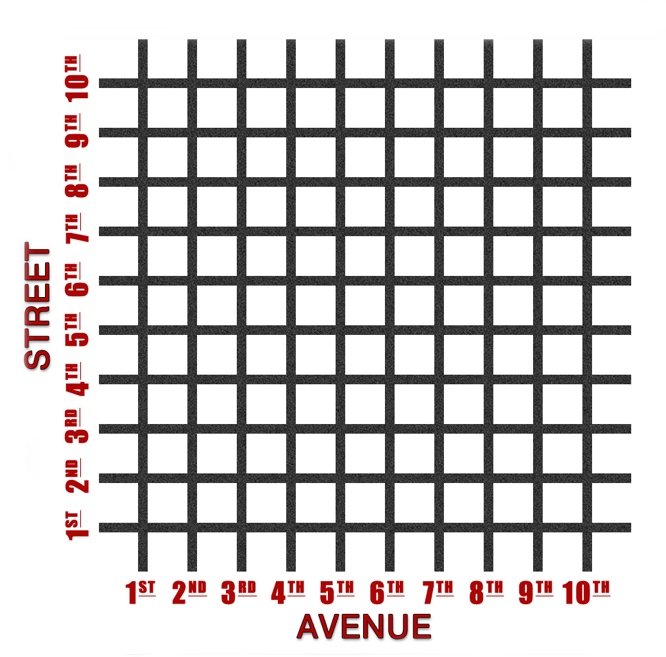 STREET
10TH
9TH
8TH
7TH
6TH
5TH
4TH
3RD
2ND
1ST
1ST 2ND 3RD 4TH 5TH 6TH 7TH 8TH 9TH 10TH
AVENUE